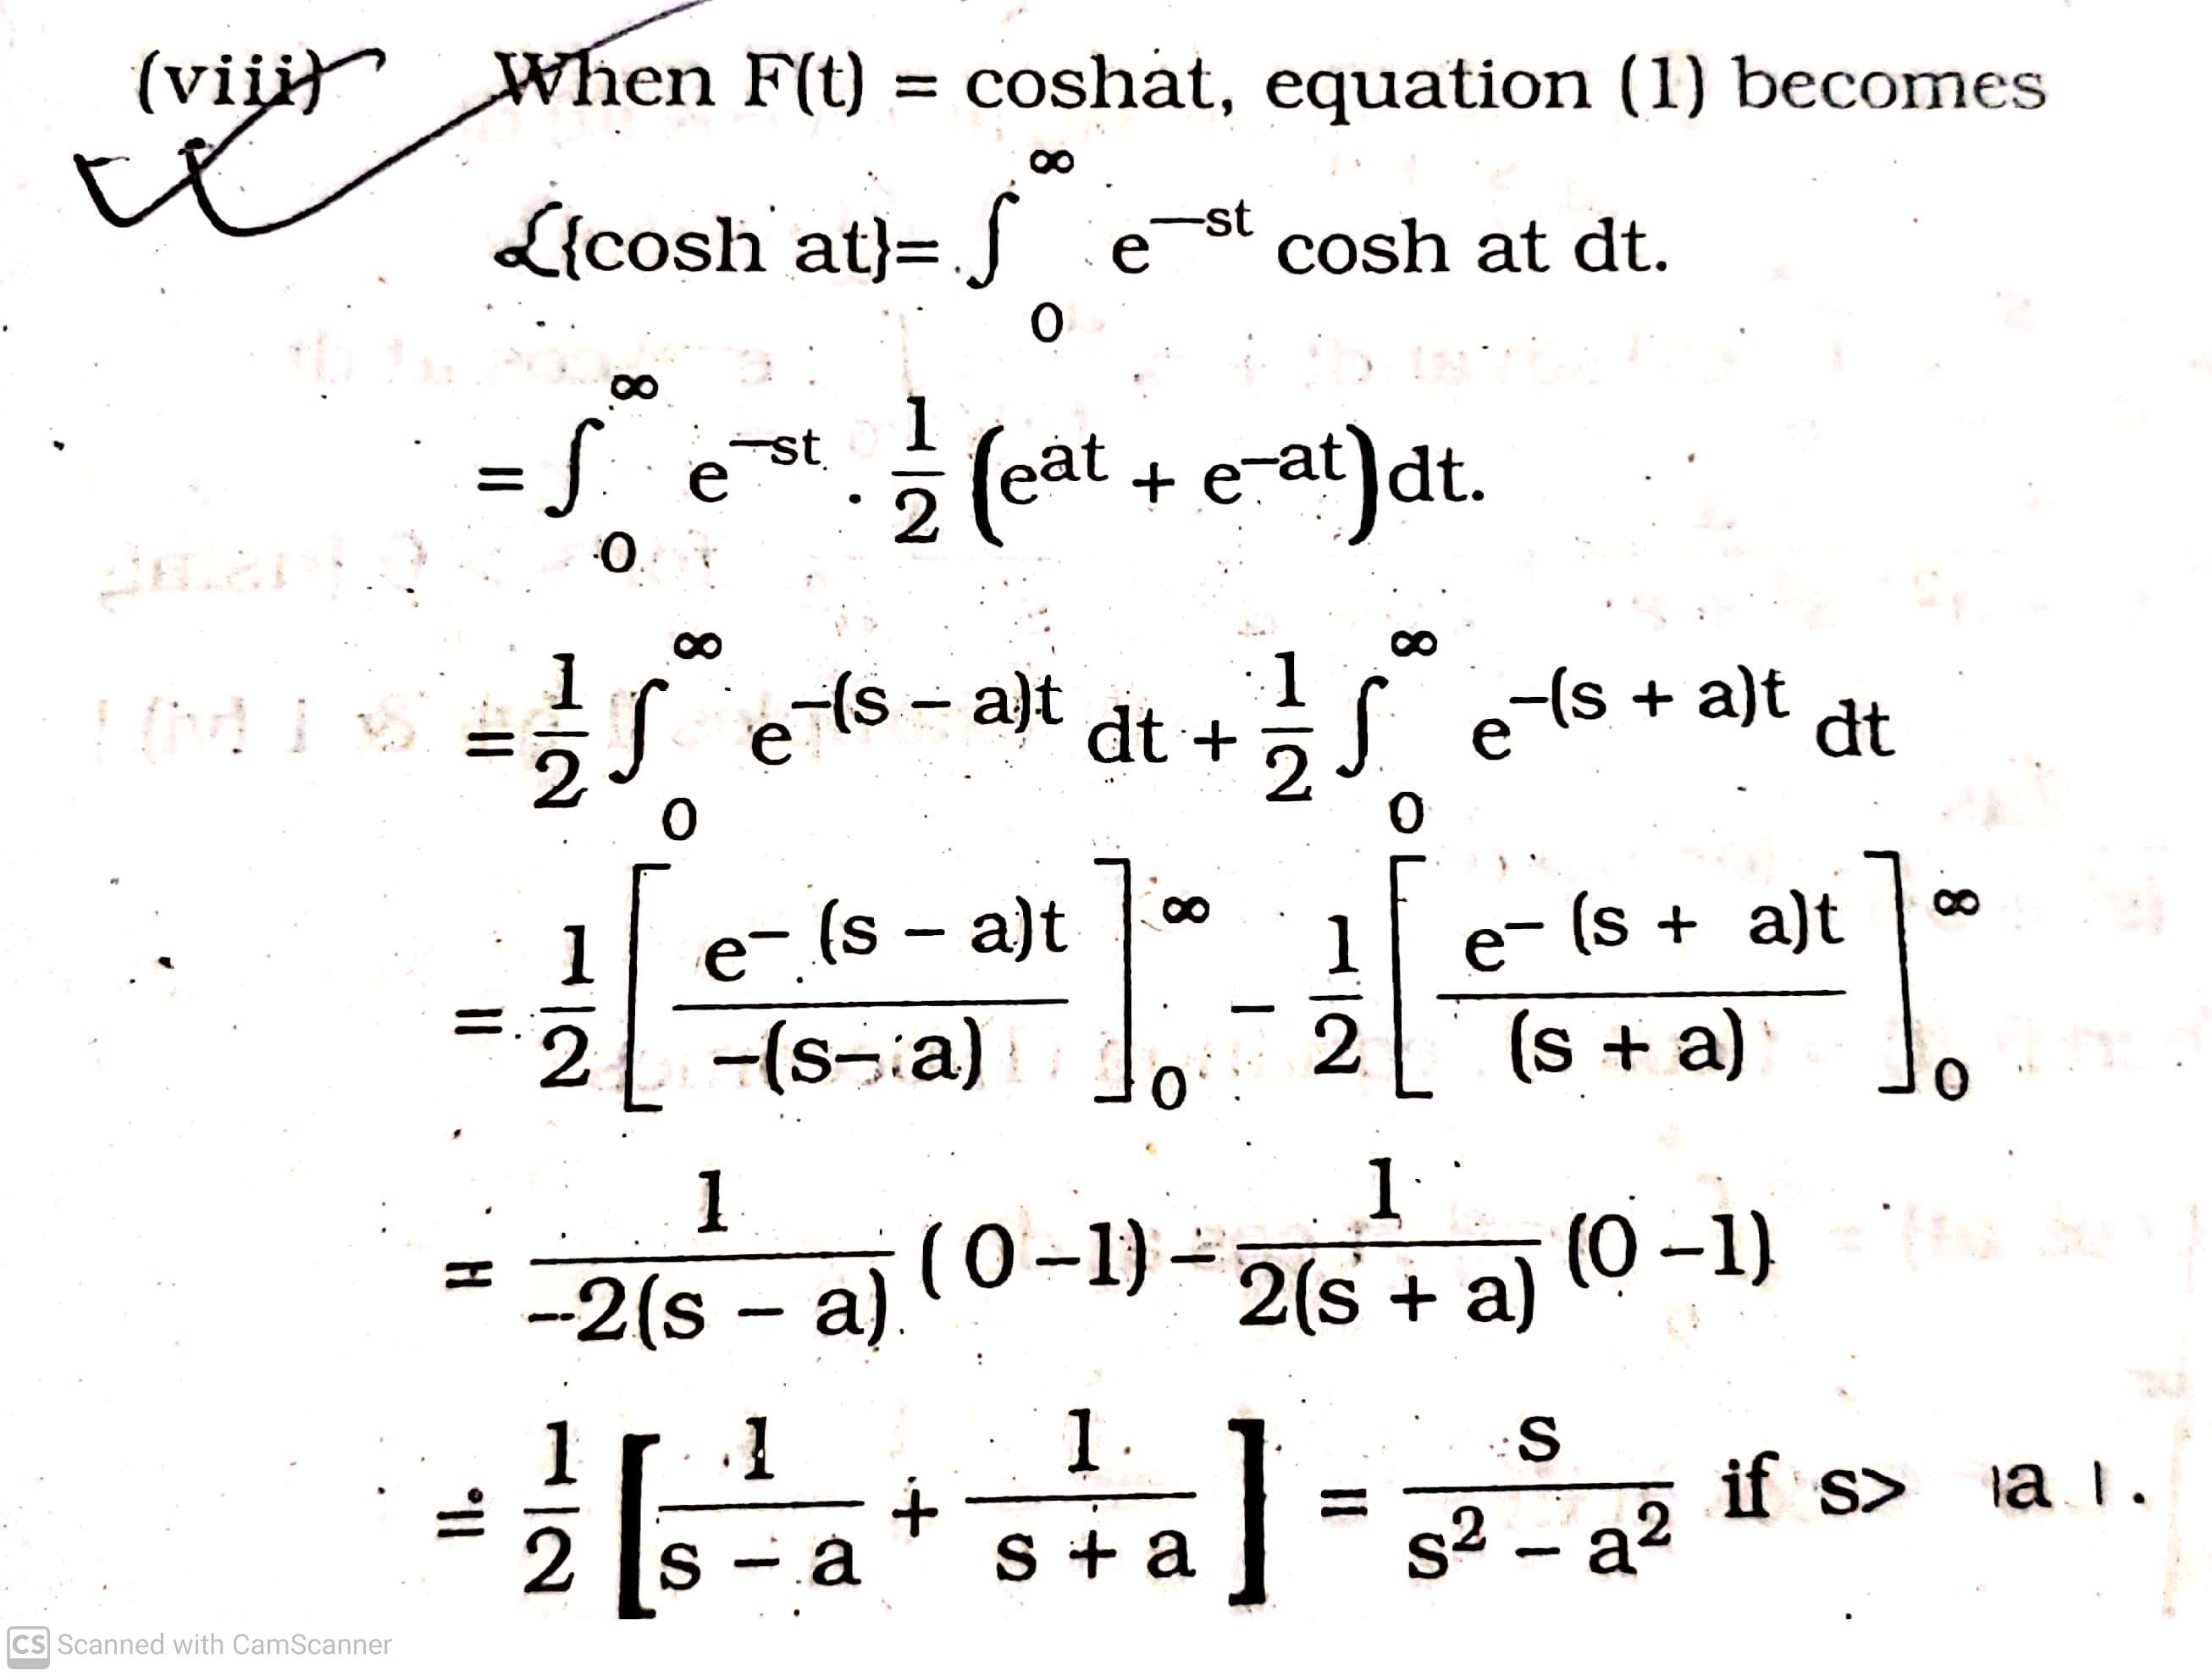 (viii) When F(t) = coshat, equation (1) becomes
ℒ{cosh at}= ∫₀^∞ e^{–st} cosh at dt.
= ∫₀^∞ e^{–st} . 1/2 (e^{at} + e^{–at}) dt.
= 1/2 ∫₀^∞ e^{–(s – a)t} dt + 1/2 ∫₀^∞ e^{–(s + a)t} dt
= 1/2 [ e^{– (s – a)t} / –(s– a) ]₀^∞ – 1/2 [ e^{– (s + a)t} / (s + a) ]₀^∞
= 1 / –2(s – a) ( 0 –1) – 1 / 2(s + a) (0 –1)
= 1/2 [ 1 / s – a + 1 / s + a ] = s / s² – a² if s> |a|.
CS Scanned with CamScanner